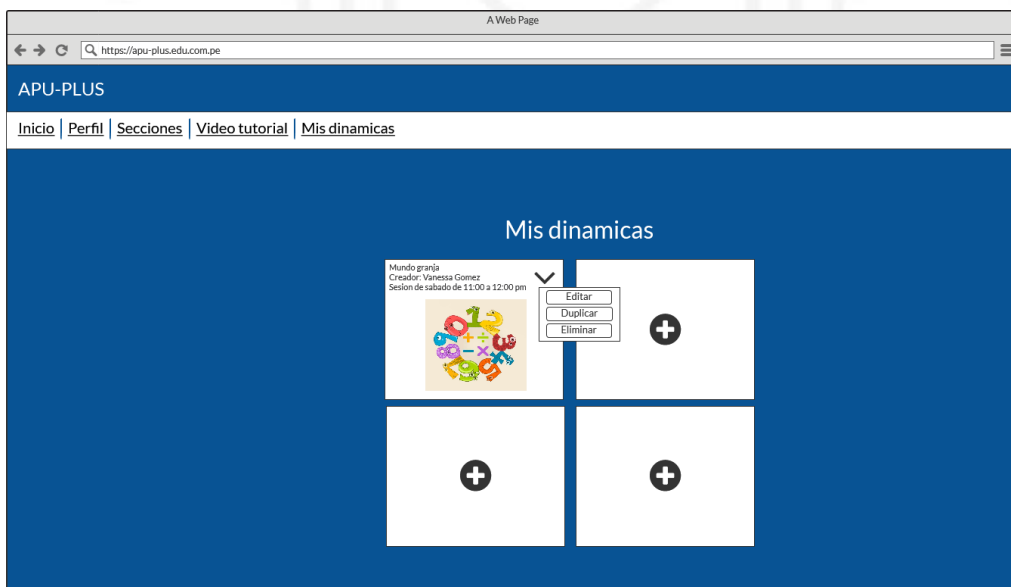 A Web Page
https://apu-plus.edu.com.pe
APU-PLUS
Inicio Perfil Secciones Video tutorial Mis dinamicas
Mis dinamicas
Mundo granja
Creador: Vanessa Gomez
Sesion de sabado de 11:00 a 12:00 pm
Editar
Duplicar
Eliminar